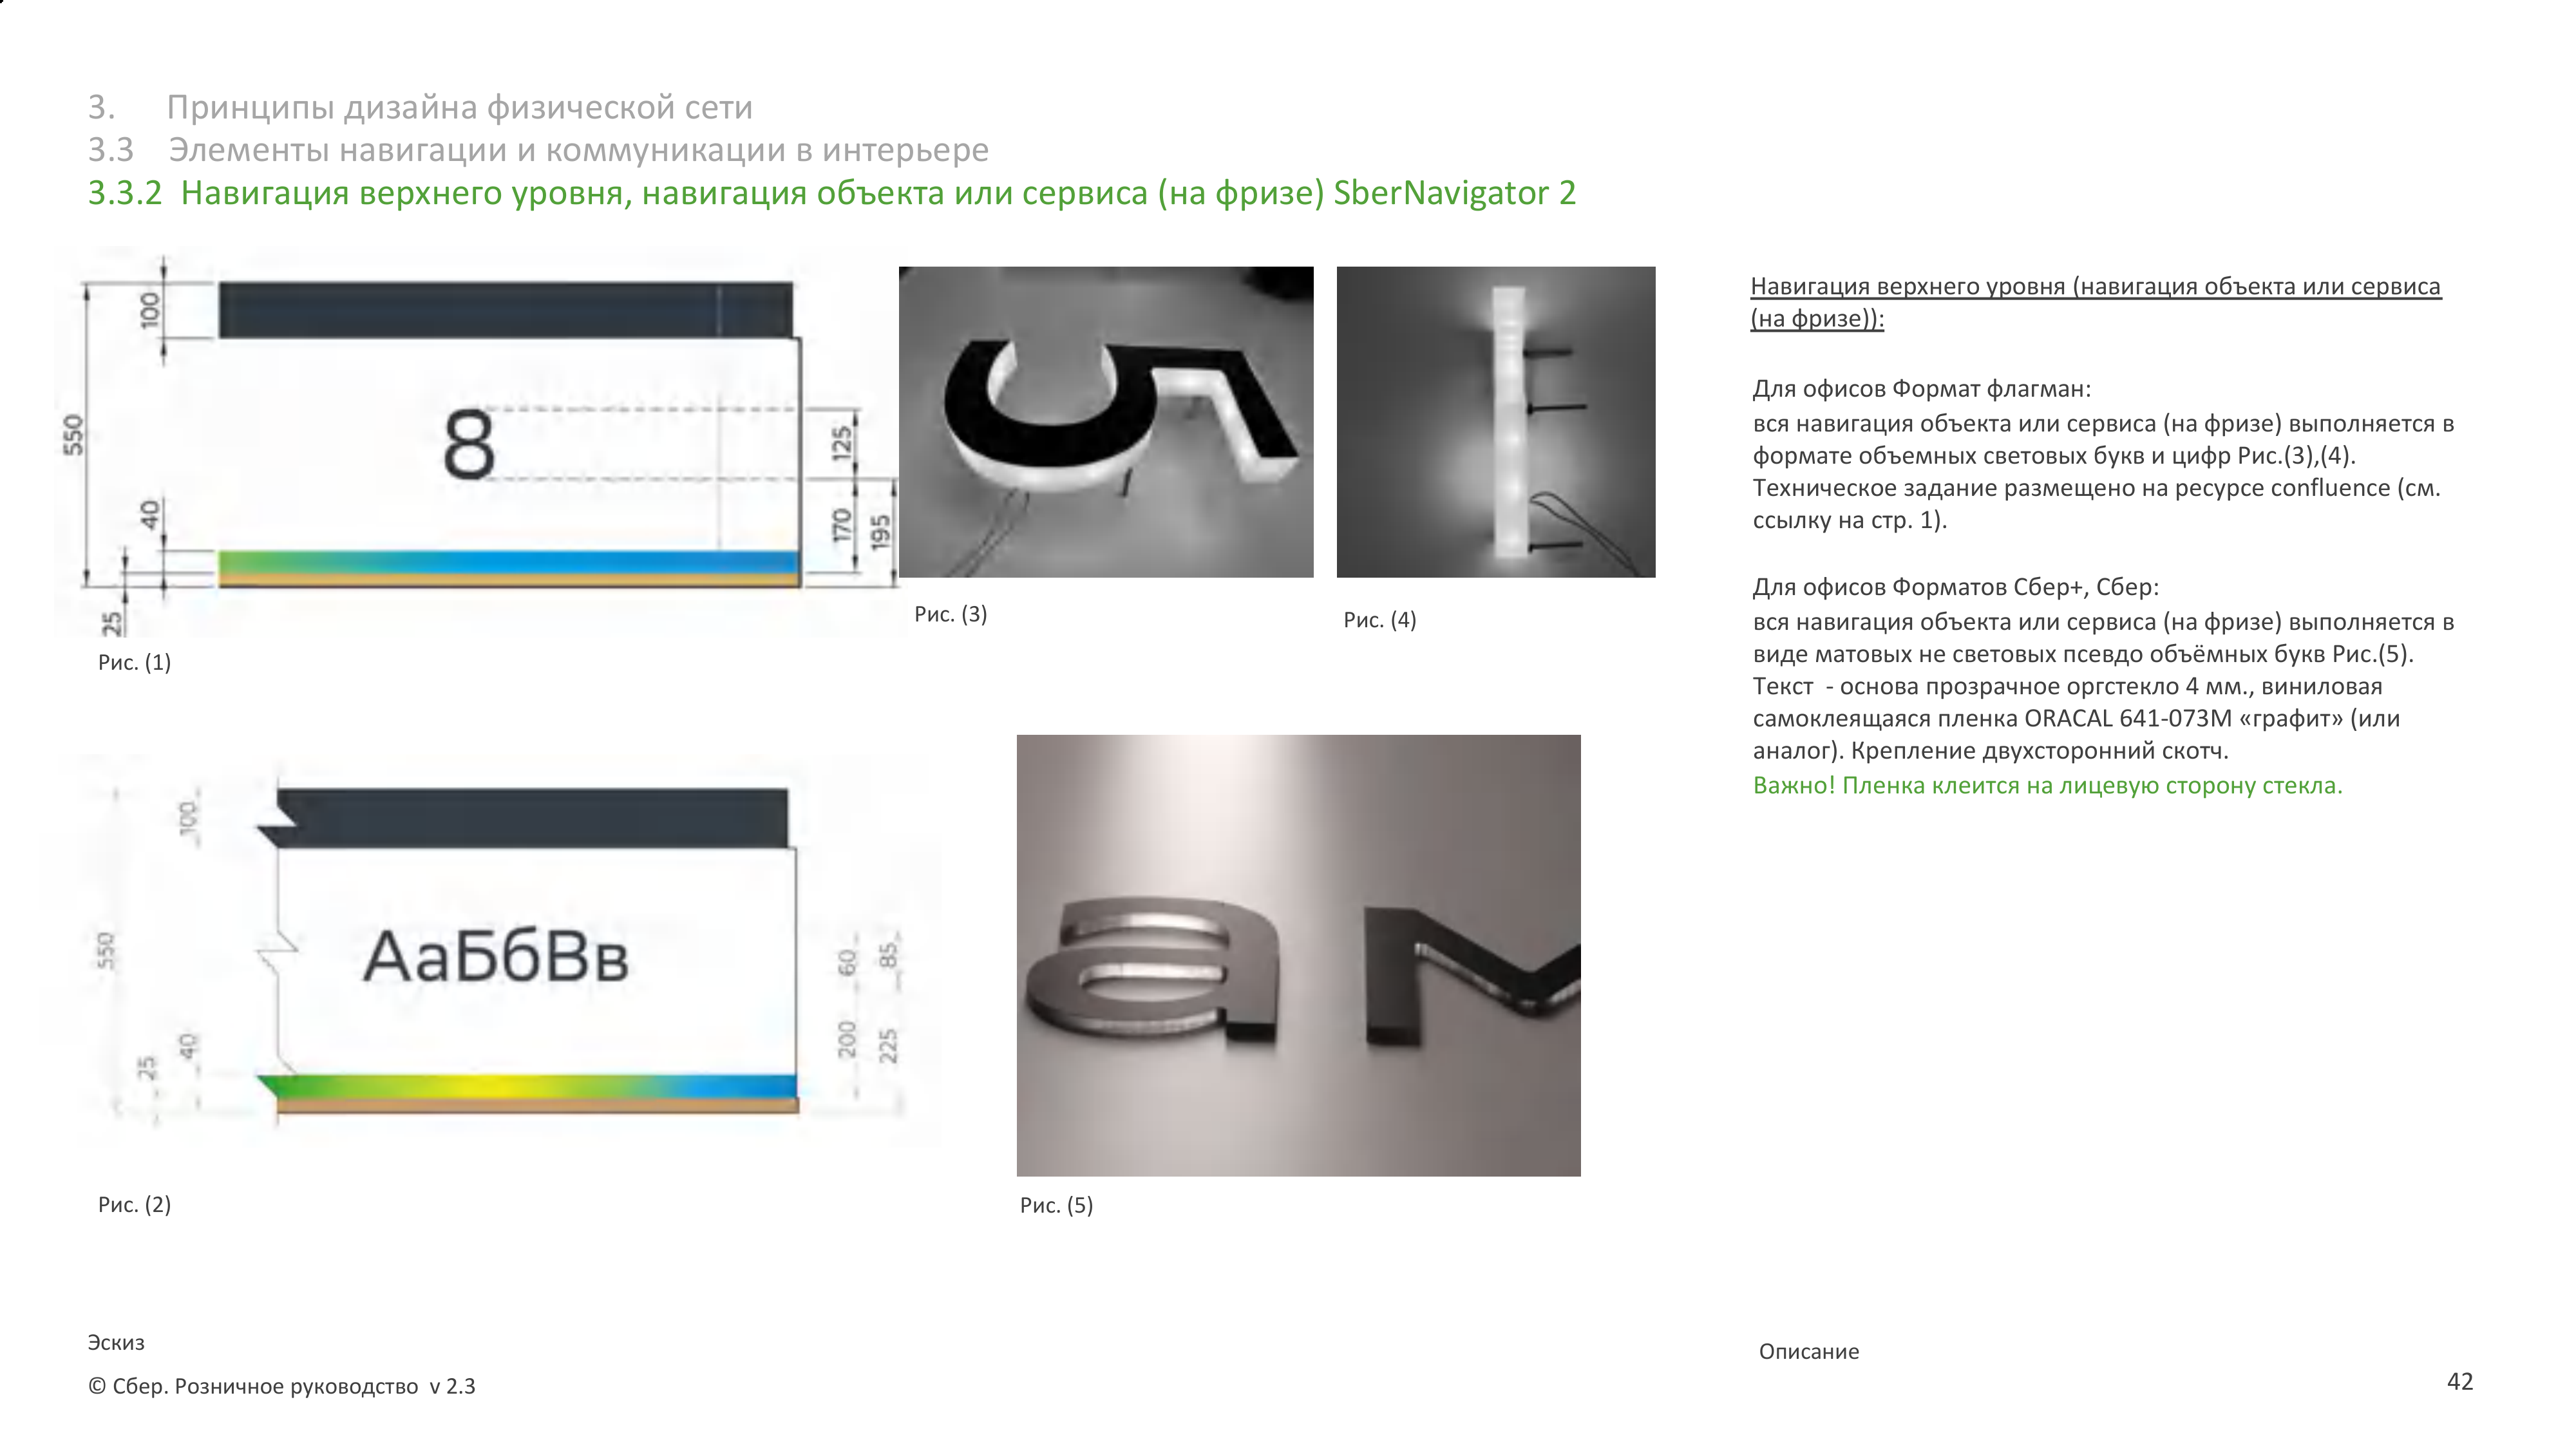 3. Принципы дизайна физической сети
3.3 Элементы навигации и коммуникации в интерьере
3.3.2 Навигация верхнего уровня, навигация объекта или сервиса (на фризе) SberNavigator 2
100
550
40
25
8
125
170
195
Рис. (1)
Рис. (3)
Рис. (4)
100
550
40
25
АаБбВв
60
85
200
225
Рис. (2)
а м
Рис. (5)
Навигация верхнего уровня (навигация объекта или сервиса
(на фризе)):
Для офисов Формат флагман:
вся навигация объекта или сервиса (на фризе) выполняется в
формате объемных световых букв и цифр Рис.(3),(4).
Техническое задание размещено на ресурсе confluence (см.
ссылку на стр. 1).
Для офисов Форматов Сбер+, Сбер:
вся навигация объекта или сервиса (на фризе) выполняется в
виде матовых не световых псевдо объёмных букв Рис.(5).
Текст - основа прозрачное оргстекло 4 мм., виниловая
самоклеящаяся пленка ORACAL 641-073M «графит» (или
аналог). Крепление двухсторонний скотч.
Важно! Пленка клеится на лицевую сторону стекла.
Эскиз
Описание
© Сбер. Розничное руководство v 2.3
42